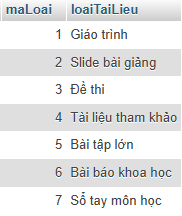 maLoai loaiTaiLieu
1 Giáo trình
2 Slide bài giảng
3 Đề thi
4 Tài liệu tham khảo
5 Bài tập lớn
6 Bài báo khoa học
7 Sổ tay môn học